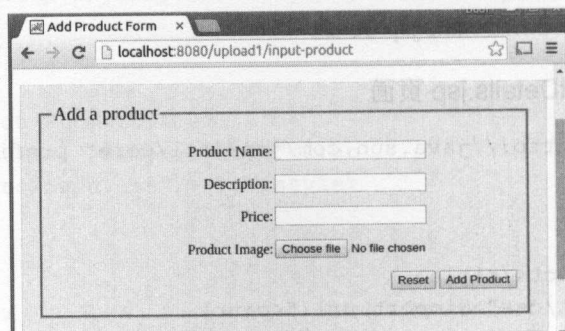 Add Product Form
localhost:8080/upload1/input-product
Add a product
Product Name:
Description:
Price:
Product Image: Choose file No file chosen
Reset Add Product